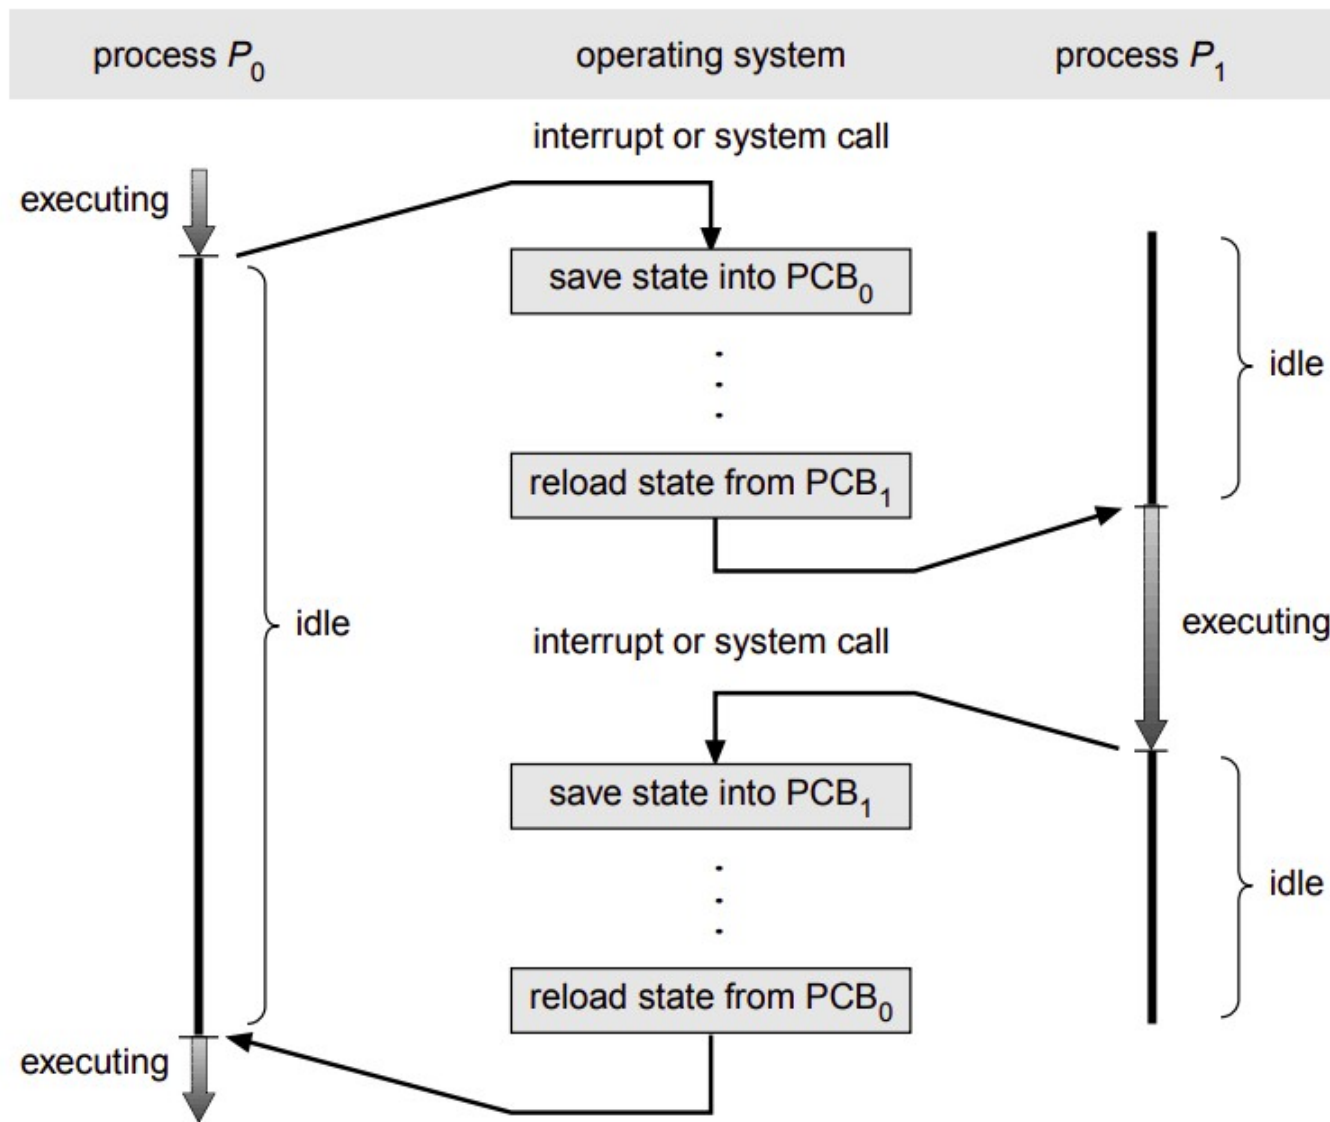 process P₀ operating system process P₁
interrupt or system call
executing
save state into PCB₀
.
.
.
idle
reload state from PCB₁
idle
executing
interrupt or system call
save state into PCB₁
.
.
.
idle
reload state from PCB₀
executing